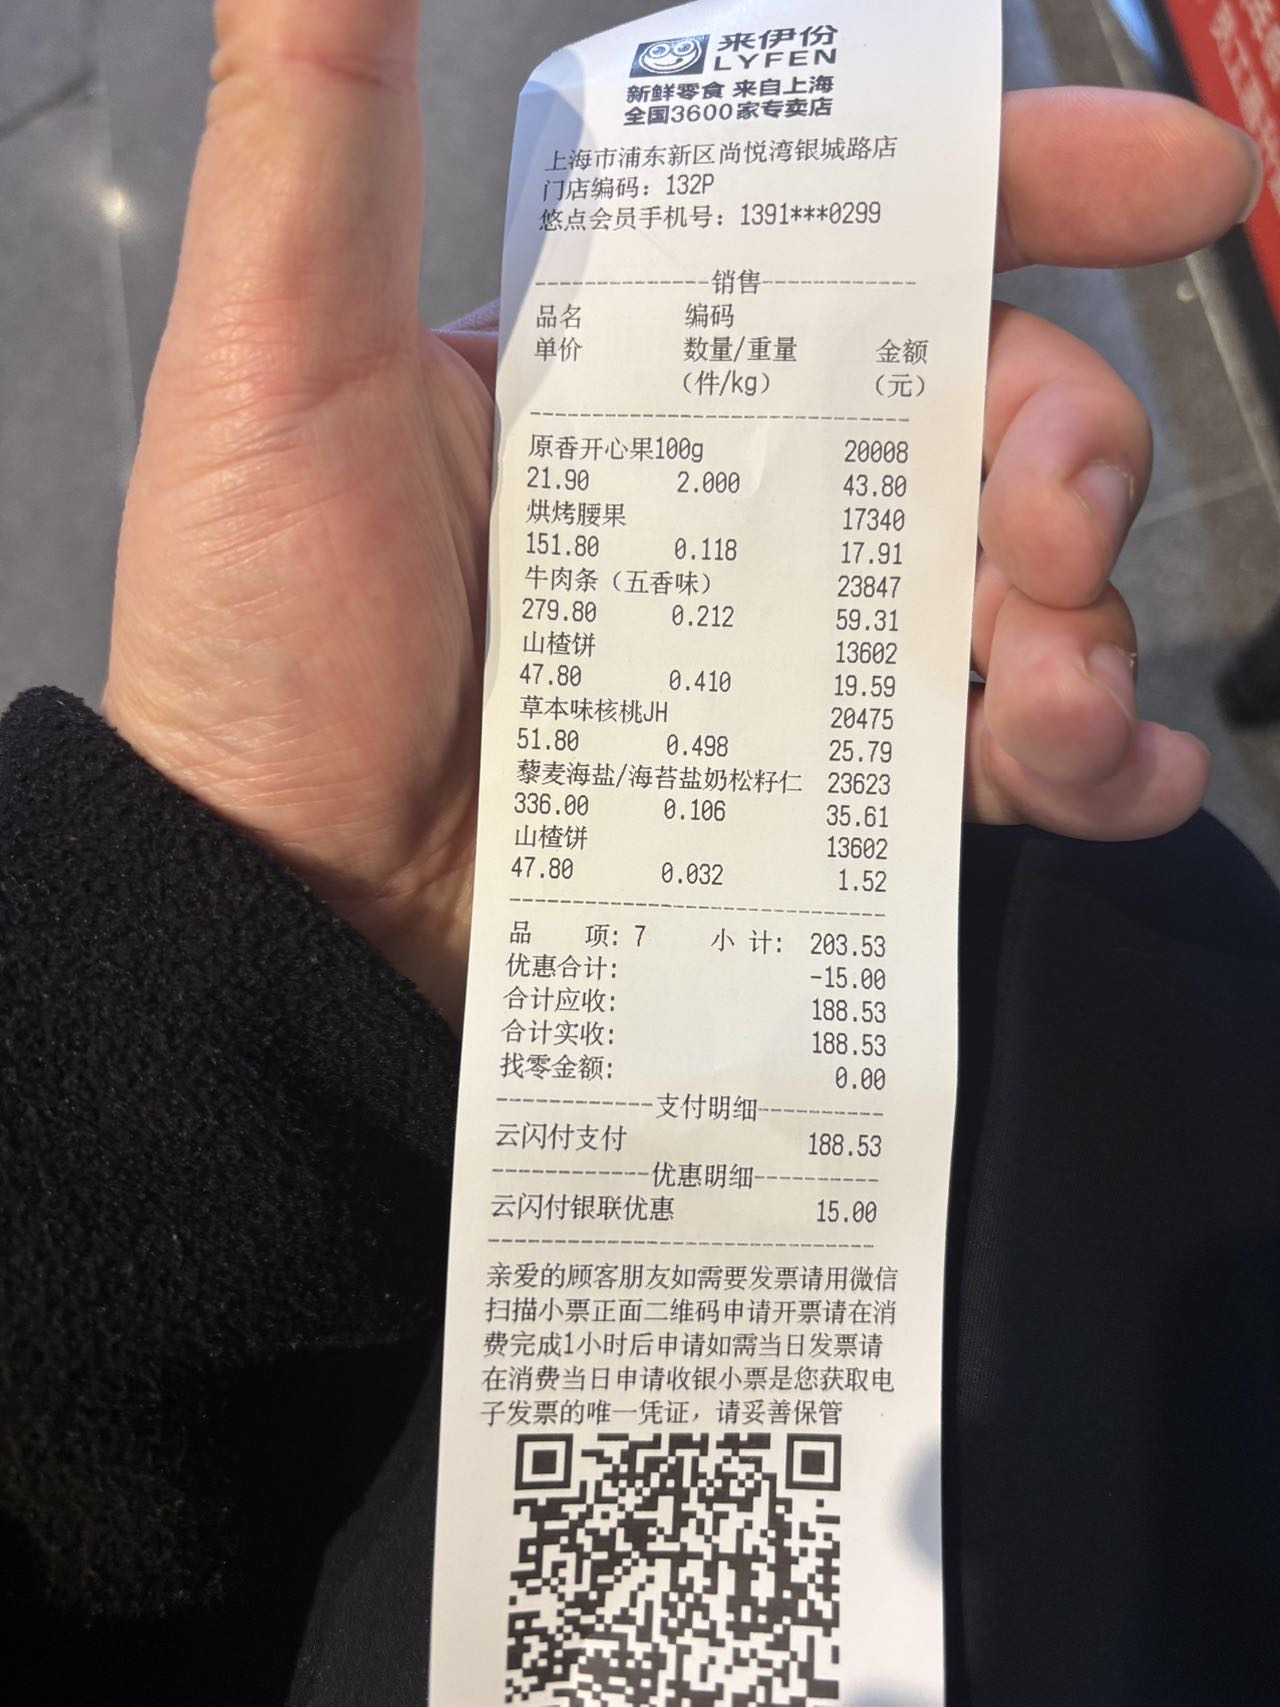 来伊份
LYFEN
新鲜零食 来自上海
全国3600家专卖店
上海市浦东新区尚悦湾银城路店
门店编码：132P
悠点会员手机号：1391***0299
--------------销售------------
品名 编码
单价 数量/重量 金额
（件/kg） （元）
原香开心果100g 20008
21.90 2.000 43.80
烘烤腰果 17340
151.80 0.118 17.91
牛肉条（五香味） 23847
279.80 0.212 59.31
山楂饼 13602
47.80 0.410 19.59
草本味核桃JH 20475
51.80 0.498 25.79
藜麦海盐/海苔盐奶松籽仁 23623
336.00 0.106 35.61
山楂饼 13602
47.80 0.032 1.52
品 项: 7 小 计: 203.53
优惠合计: -15.00
合计应收: 188.53
合计实收: 188.53
找零金额: 0.00
------------支付明细----------
云闪付支付 188.53
------------优惠明细----------
云闪付银联优惠 15.00
亲爱的顾客朋友如需要发票请用微信
扫描小票正面二维码申请开票请在消
费完成1小时后申请如需当日发票请
在消费当日申请收银小票是您获取电
子发票的唯一凭证，请妥善保管